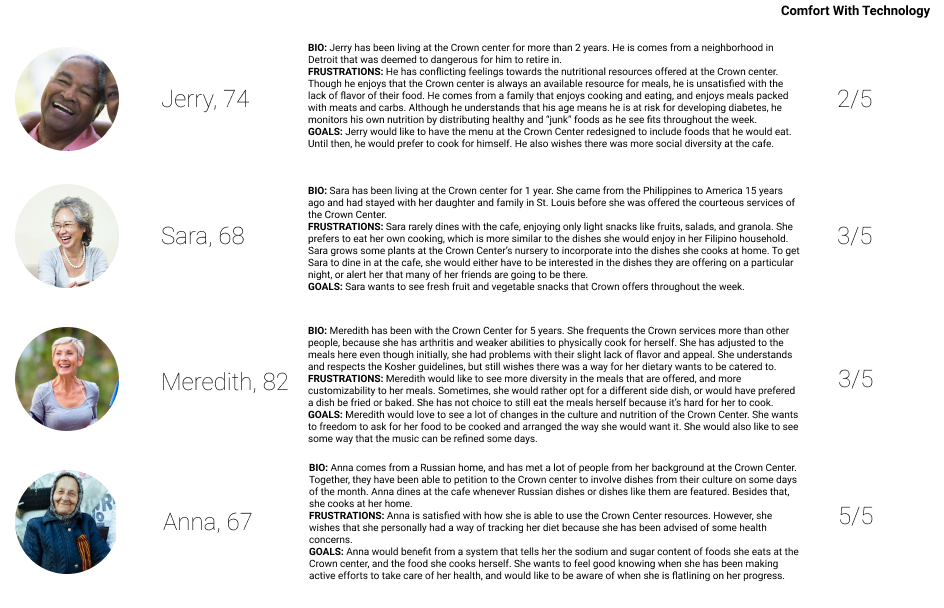 Comfort With Technology
Jerry, 74
BIO: Jerry has been living at the Crown center for more than 2 years. He is comes from a neighborhood in
Detroit that was deemed to dangerous for him to retire in.
FRUSTRATIONS: He has conflicting feelings towards the nutritional resources offered at the Crown center.
Though he enjoys that the Crown center is always an available resource for meals, he is unsatisfied with the
lack of flavor of their food. He comes from a family that enjoys cooking and eating, and enjoys meals packed
with meats and carbs. Although he understands that his age means he is at risk for developing diabetes, he
monitors his own nutrition by distributing healthy and “junk” foods as he see fits throughout the week.
GOALS: Jerry would like to have the menu at the Crown Center redesigned to include foods that he would eat.
Until then, he would prefer to cook for himself. He also wishes there was more social diversity at the cafe.
2/5
Sara, 68
BIO: Sara has been living at the Crown center for 1 year. She came from the Philippines to America 15 years
ago and had stayed with her daughter and family in St. Louis before she was offered the courteous services of
the Crown Center.
FRUSTRATIONS: Sara rarely dines with the cafe, enjoying only light snacks like fruits, salads, and granola. She
prefers to eat her own cooking, which is more similar to the dishes she would enjoy in her Filipino household.
Sara grows some plants at the Crown Center’s nursery to incorporate into the dishes she cooks at home. To get
Sara to dine in at the cafe, she would either have to be interested in the dishes they are offering on a particular
night, or alert her that many of her friends are going to be there.
GOALS: Sara wants to see fresh fruit and vegetable snacks that Crown offers throughout the week.
3/5
Meredith, 82
BIO: Meredith has been with the Crown Center for 5 years. She frequents the Crown services more than other
people, because she has arthritis and weaker abilities to physically cook for herself. She has adjusted to the
meals here even though initially, she had problems with their slight lack of flavor and appeal. She understands
and respects the Kosher guidelines, but still wishes there was a way for her dietary wants to be catered to.
FRUSTRATIONS: Meredith would like to see more diversity in the meals that are offered, and more
customizability to her meals. Sometimes, she would rather opt for a different side dish, or would have prefered
a dish be fried or baked. She has not choice to still eat the meals herself because it’s hard for her to cook.
GOALS: Meredith would love to see a lot of changes in the culture and nutrition of the Crown Center. She wants
to freedom to ask for her food to be cooked and arranged the way she would want it. She would also like to see
some way that the music can be refined some days.
3/5
Anna, 67
BIO: Anna comes from a Russian home, and has met a lot of people from her background at the Crown Center.
Together, they have been able to petition to the Crown center to involve dishes from their culture on some days
of the month. Anna dines at the cafe whenever Russian dishes or dishes like them are featured. Besides that,
she cooks at her home.
FRUSTRATIONS: Anna is satisfied with how she is able to use the Crown Center resources. However, she
wishes that she personally had a way of tracking her diet because she has been advised of some health
concerns.
GOALS: Anna would benefit from a system that tells her the sodium and sugar content of foods she eats at the
Crown center, and the food she cooks herself. She wants to feel good knowing when she has been making
active efforts to take care of her health, and would like to be aware of when she is flatlining on her progress.
5/5